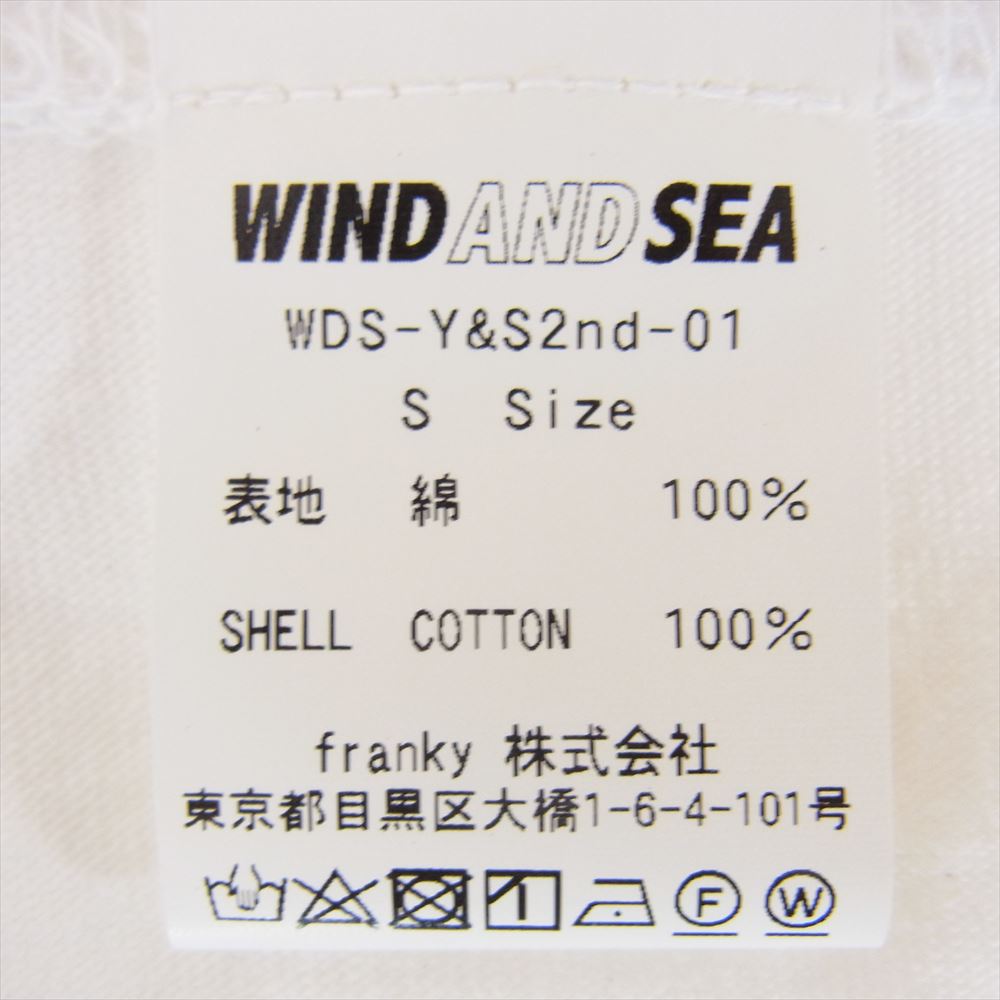 WIND AND SEA
WDS-Y&S2nd-01
S Size
表地 綿 100%
SHELL COTTON 100%
franky 株式会社
東京都目黒区大橋1-6-4-101号
F W